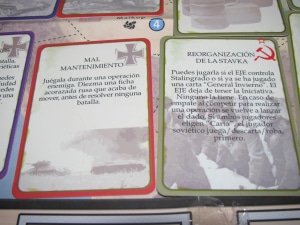 4
MAL
MANTENIMIENTO
Juégala durante una operación
enemiga. Diezma una ficha
acorazada rusa que acaba de
mover, antes de resolver ninguna
batalla.
REORGANIZACIÓN
DE LA STAVKA
Puedes jugarla si el EJE controla
Stalingrado o si ya se ha jugado
una carta "General Invierno". El
EJE deja de tener la Iniciativa.
Ninguno la tiene. En caso de
empate al competir para realizar
una operación se vuelve a lanzar
el dado. Si ambos jugadores
eligen "Carta", el jugador
soviético juega/descarta/roba,
primero.